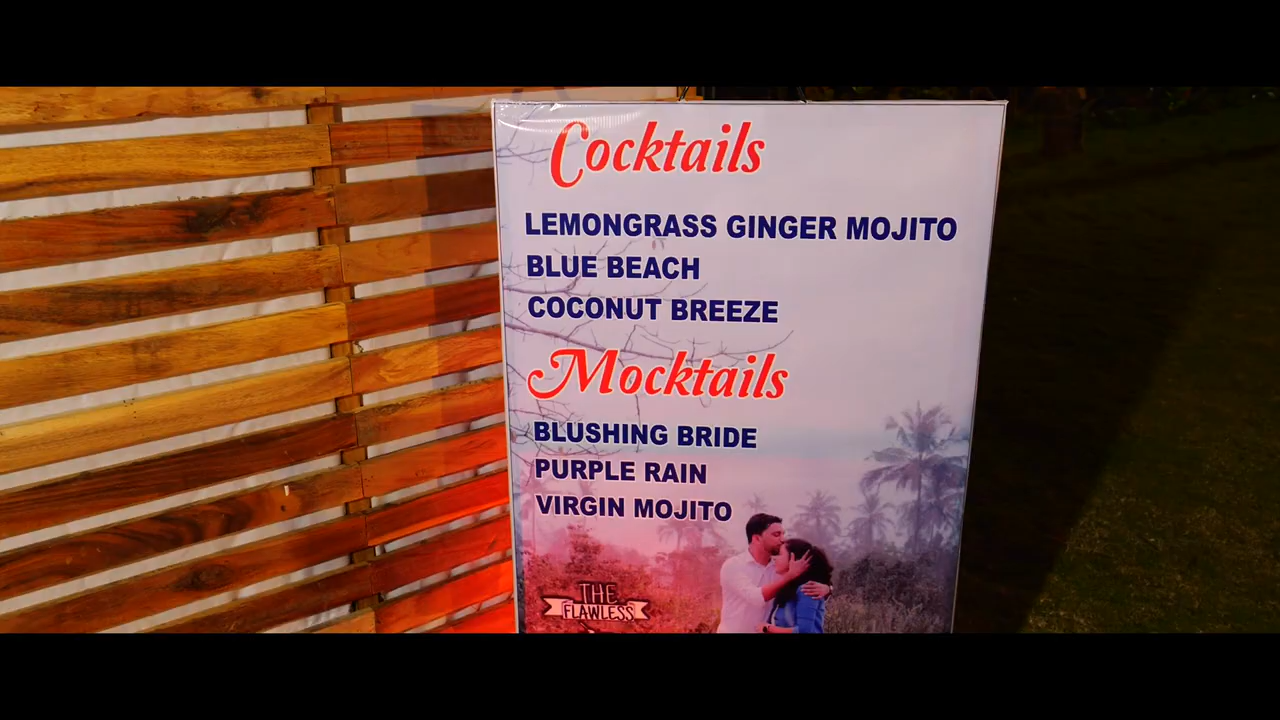 Cocktails
LEMONGRASS GINGER MOJITO
BLUE BEACH
COCONUT BREEZE
Mocktails
BLUSHING BRIDE
PURPLE RAIN
VIRGIN MOJITO
THE
FLAWLESS